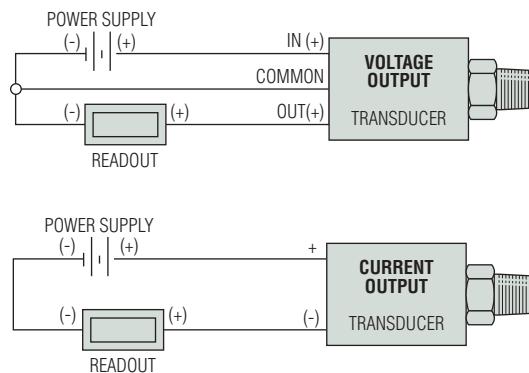 POWER SUPPLY
(-) (+) IN (+)
COMMON
(-) (+) OUT(+)
READOUT
VOLTAGE
OUTPUT
TRANSDUCER
POWER SUPPLY
(-) (+) +
(-) (+) (-)
READOUT
CURRENT
OUTPUT
TRANSDUCER